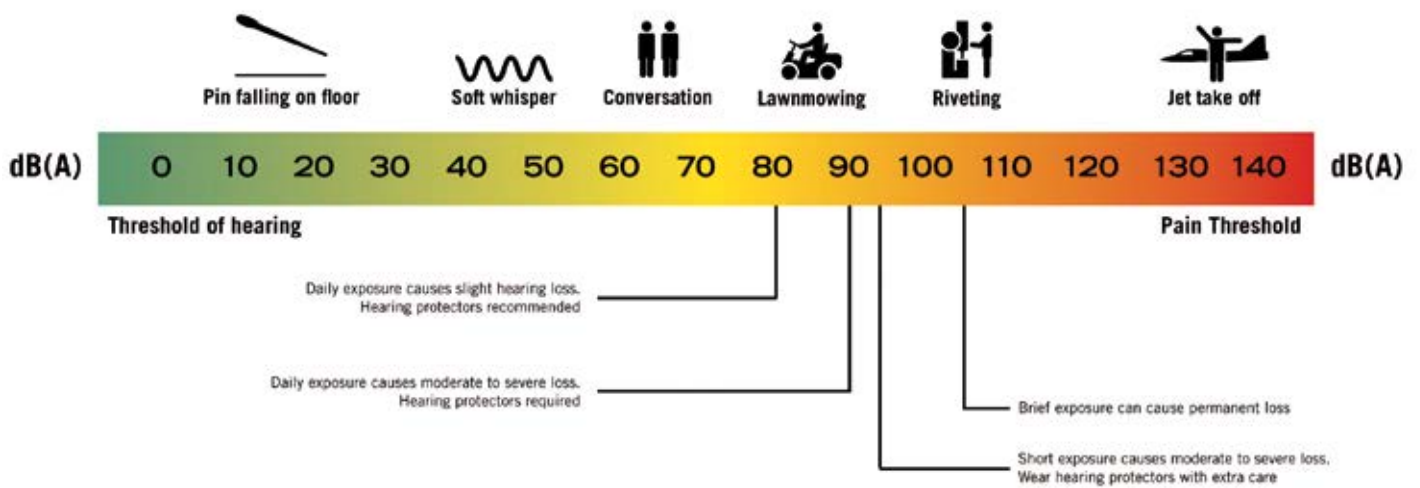 Pin falling on floor
Soft whisper
Conversation
Lawnmowing
Riveting
Jet take off
dB(A) 0 10 20 30 40 50 60 70 80 90 100 110 120 130 140 dB(A)
Threshold of hearing
Pain Threshold
Daily exposure causes slight hearing loss.
Hearing protectors recommended
Daily exposure causes moderate to severe loss.
Hearing protectors required
Brief exposure can cause permanent loss
Short exposure causes moderate to severe loss.
Wear hearing protectors with extra care